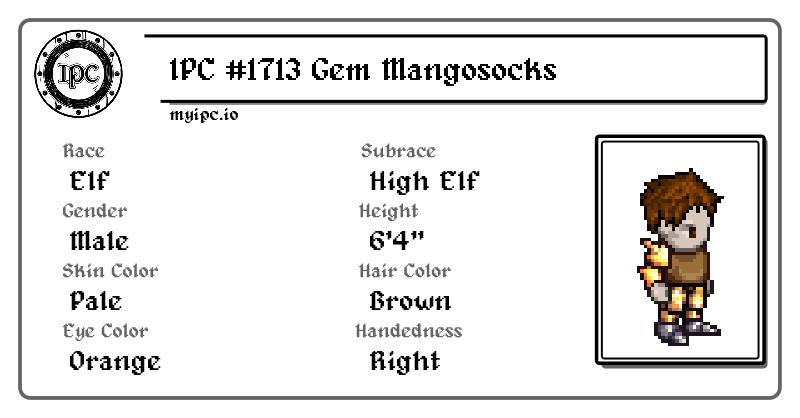 IPC
IPC #1713 Gem Mangosocks
myipc.io
Race
Elf
Subrace
High Elf
Gender
Male
Height
6'4"
Skin Color
Pale
Hair Color
Brown
Eye Color
Orange
Handedness
Right